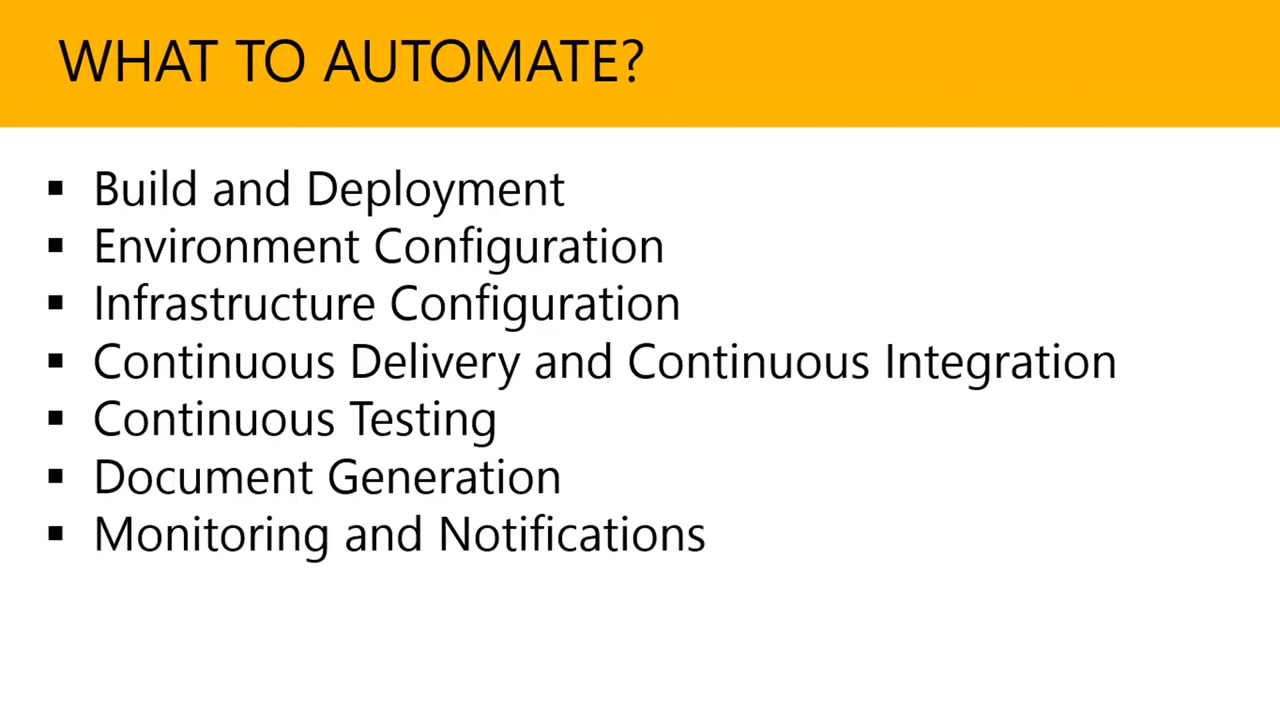 WHAT TO AUTOMATE?
▪ Build and Deployment
▪ Environment Configuration
▪ Infrastructure Configuration
▪ Continuous Delivery and Continuous Integration
▪ Continuous Testing
▪ Document Generation
▪ Monitoring and Notifications